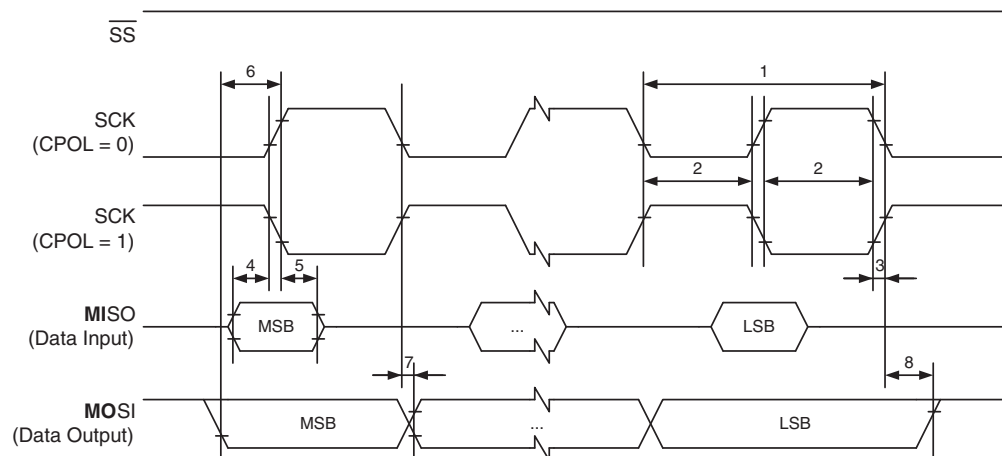 SS
6
1
SCK
(CPOL = 0)
2
2
SCK
(CPOL = 1)
4
5
3
MISO
(Data Input)
MSB
...
LSB
7
8
MOSI
(Data Output)
MSB
...
LSB